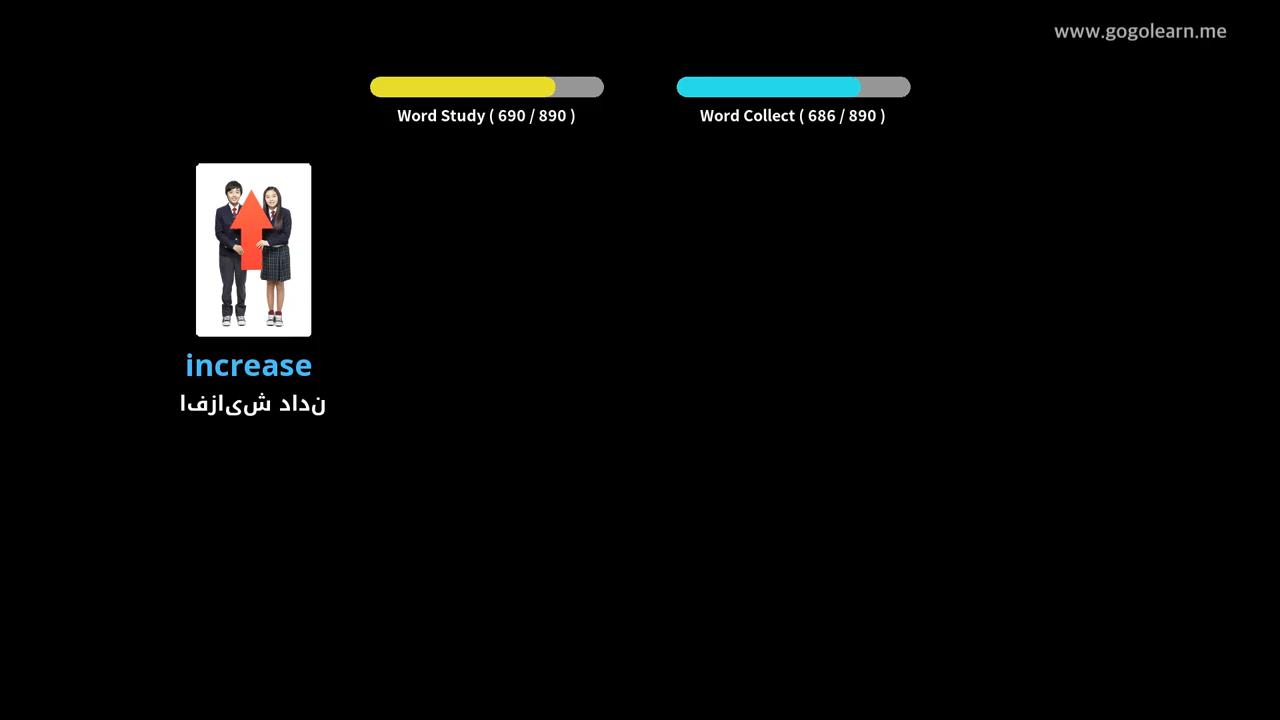 www.gogolearn.me
Word Study ( 690 / 890 )
Word Collect ( 686 / 890 )
increase
افزایش دادن